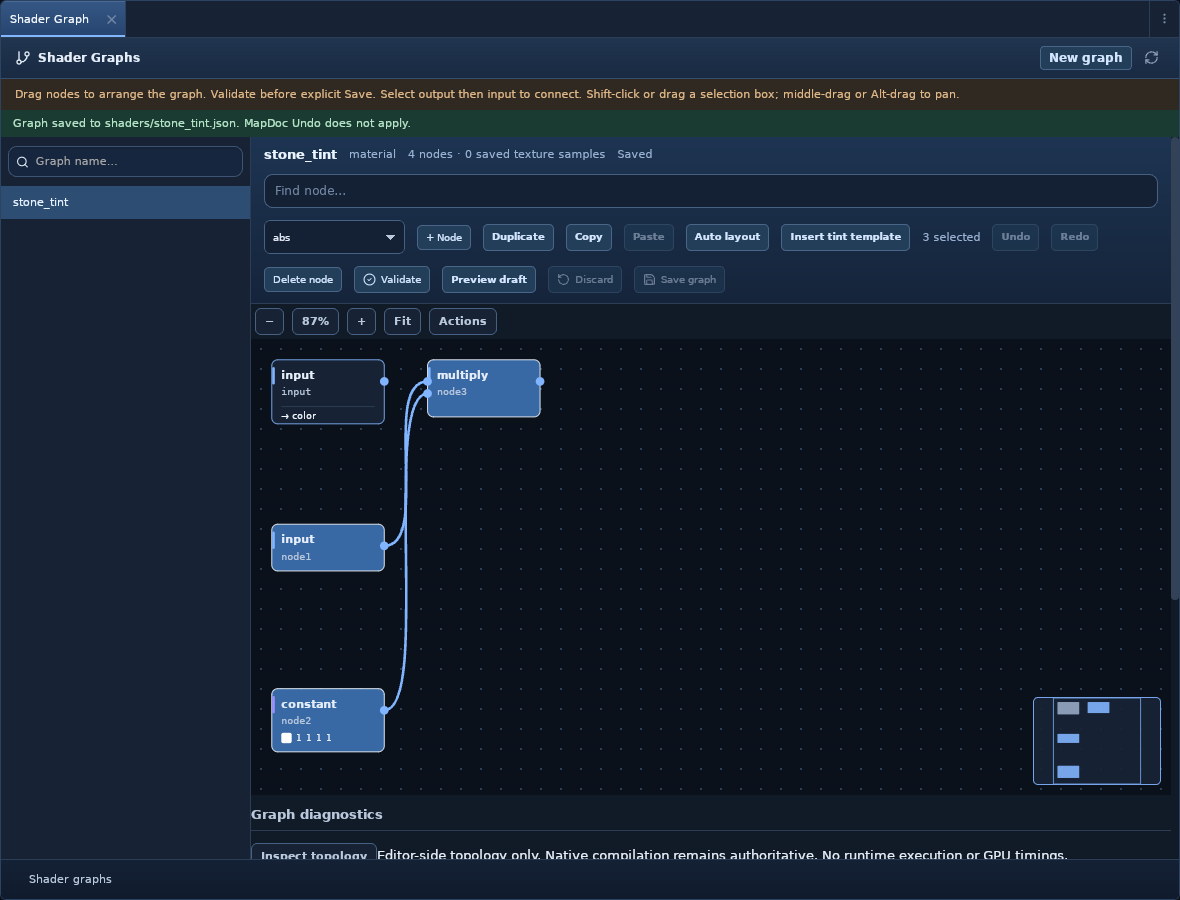 Shader Graph
Shader Graphs
New graph
Drag nodes to arrange the graph. Validate before explicit Save. Select output then input to connect. Shift-click or drag a selection box; middle-drag or Alt-drag to pan.
Graph saved to shaders/stone_tint.json. MapDoc Undo does not apply.
Graph name...
stone_tint
stone_tint material 4 nodes · 0 saved texture samples Saved
Find node...
abs + Node Duplicate Copy Paste Auto layout Insert tint template 3 selected Undo Redo
Delete node Validate Preview draft Discard Save graph
− 87% + Fit Actions
input
input
→ color
multiply
node3
input
node1
constant
node2
1 1 1 1
Graph diagnostics
Inspect topology Editor-side topology only. Native compilation remains authoritative. No runtime execution or GPU timings.
Shader graphs